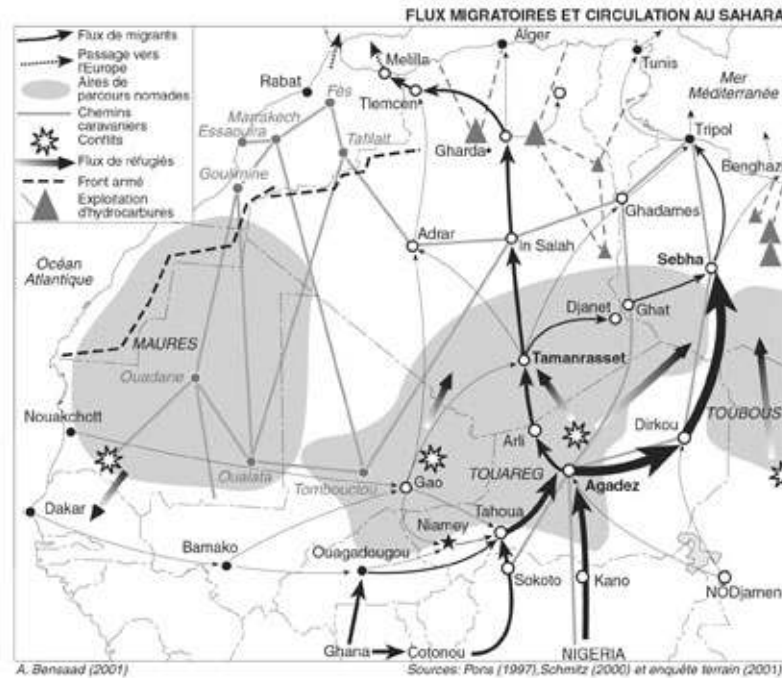 FLUX MIGRATOIRES ET CIRCULATION AU SAHARA
Flux de migrants
Passage vers
l'Europe
Aires de
parcours nomades
Chemins
caravaniers
Conflits
Flux de réfugiés
Front armé
Exploitation
d'hydrocarbures
Alger
Melilla
Tunis
Rabat
Tlemcen
Mer
Méditerranée
Fès
Marrakech
Essaouira
Tafilalt
Gharda
Tripol
Goulimine
Benghaz
Ghadames
Adrar
In Salah
Océan
Atlantique
Sebha
Djanet
Ghat
MAURES
Tamanrasset
Ouadane
Nouakchott
TOUBOUS
Arli
Dirkou
Oualata
TOUAREG
Tombouctou
Gao
Agadez
Dakar
Tahoua
Niamey
Bamako
Ouagadougou
Sokoto
Kano
NODjamen
Ghana
Cotonou
NIGERIA
A. Bensaad (2001)
Sources: Pons (1997),Schmitz (2000) et enquête terrain (2001)